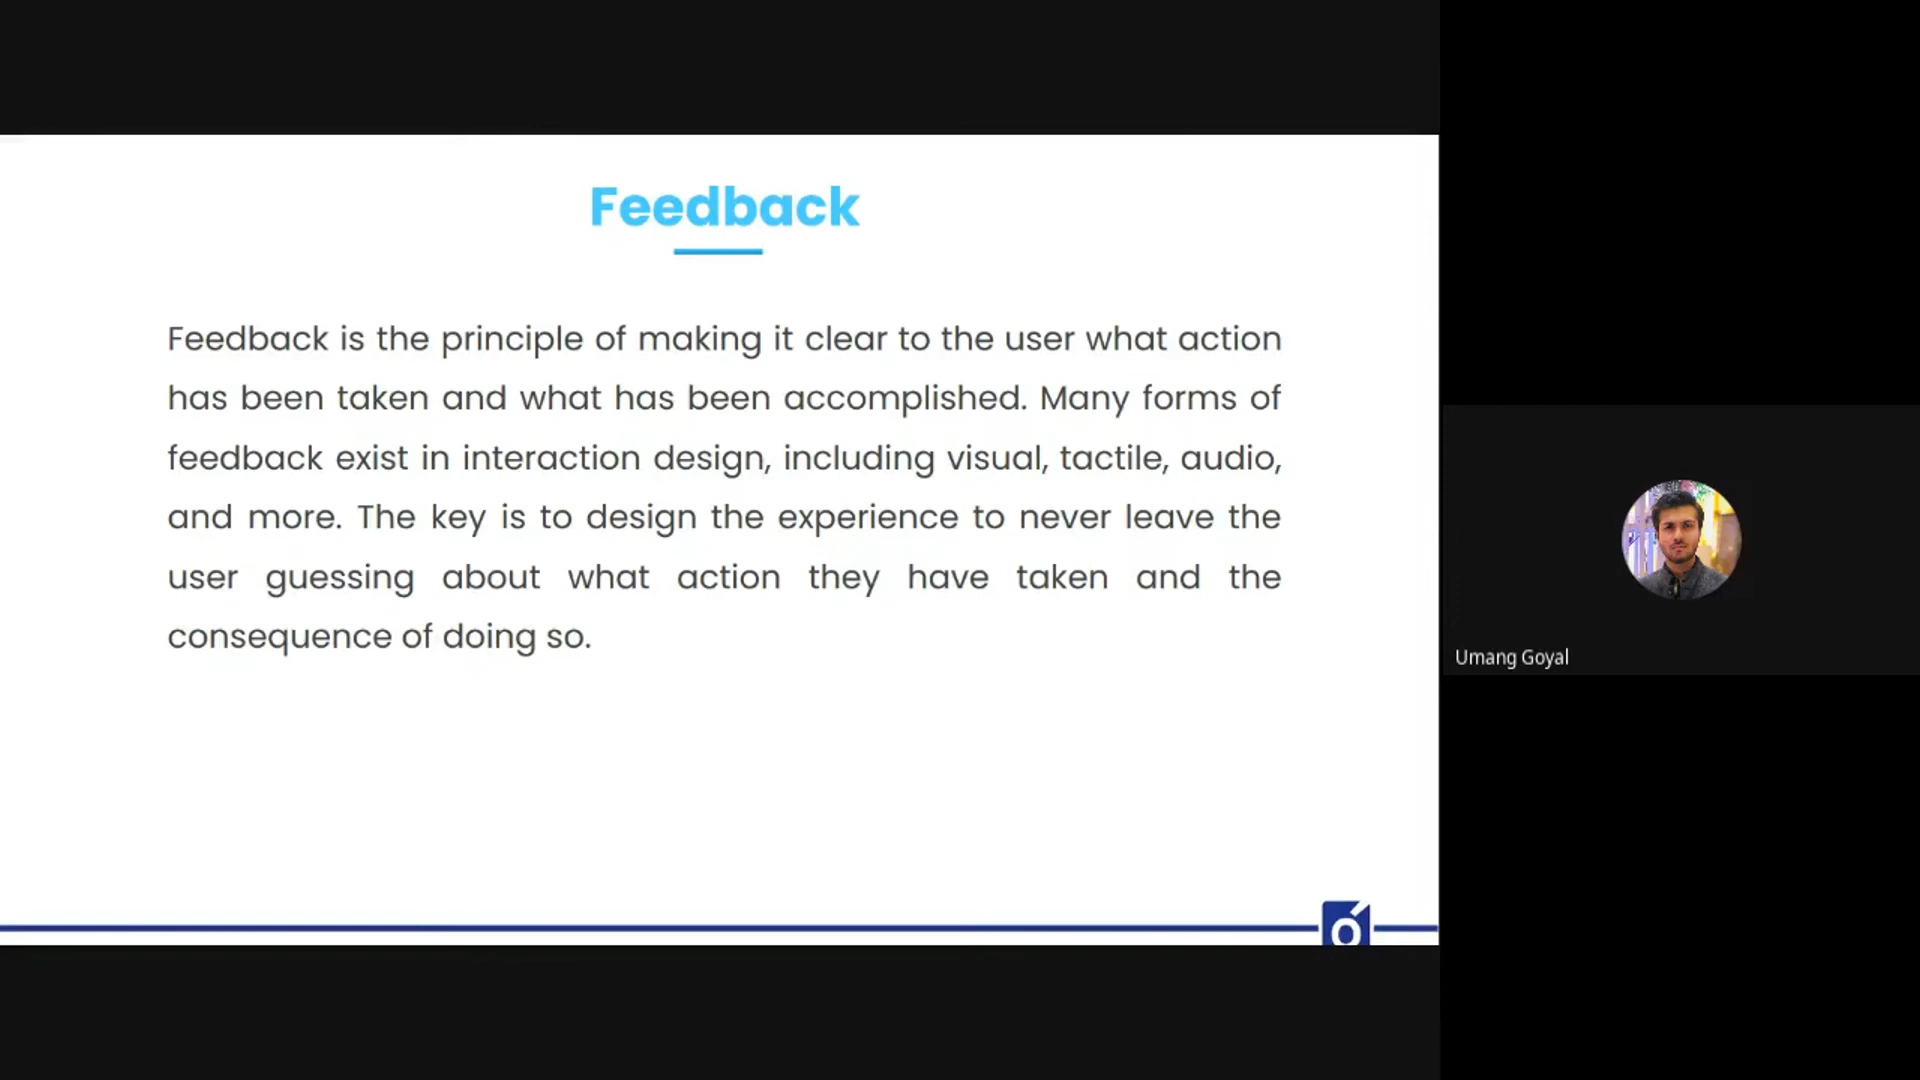 Feedback
Feedback is the principle of making it clear to the user what action
has been taken and what has been accomplished. Many forms of
feedback exist in interaction design, including visual, tactile, audio,
and more. The key is to design the experience to never leave the
user guessing about what action they have taken and the
consequence of doing so.
Umang Goyal